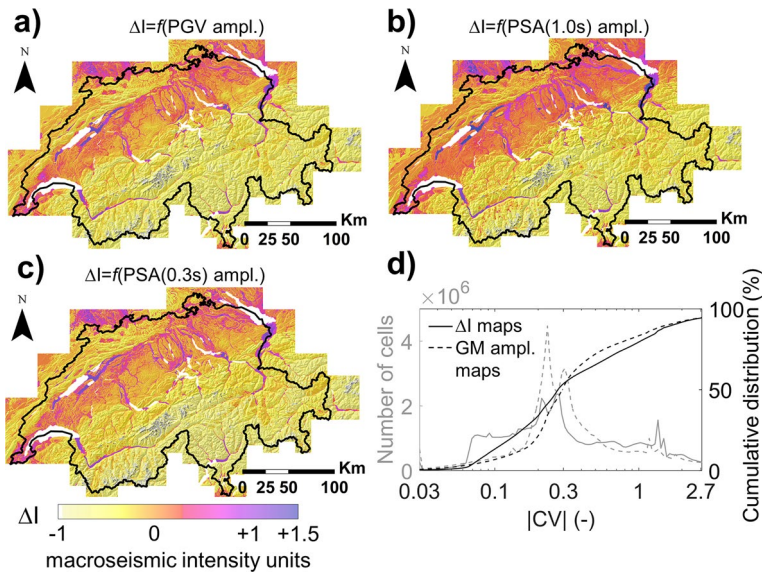 a)
ΔI=f(PGV ampl.)
N
Km
0 25 50 100
b)
ΔI=f(PSA(1.0s) ampl.)
N
Km
0 25 50 100
c)
ΔI=f(PSA(0.3s) ampl.)
N
Km
0 25 50 100
ΔI
-1 0 +1 +1.5
macroseismic intensity units
d)
×10⁶
Number of cells
4
2
0
ΔI maps
GM ampl.
maps
100
50
0
Cumulative distribution (%)
0.03 0.1 0.3 1 2.7
|CV| (-)